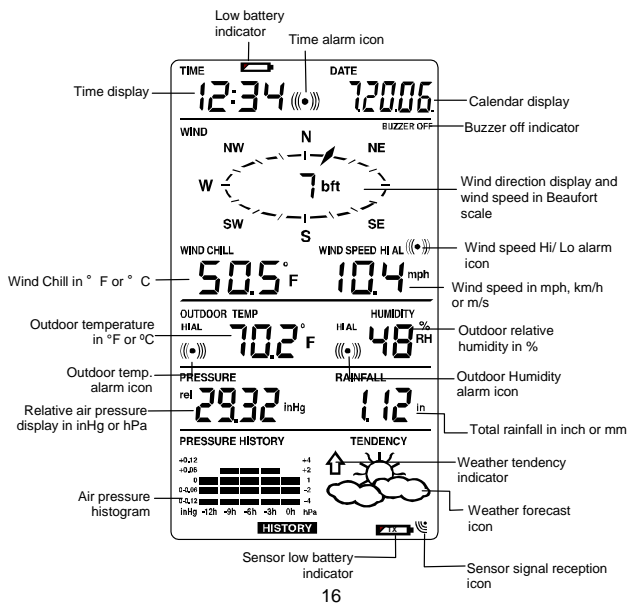 Low battery
indicator
Time alarm icon
TIME
DATE
Time display
12:34
7.20.06.
Calendar display
BUZZER OFF
Buzzer off indicator
WIND
N
NW
NE
W
7 bft
E
Wind direction display and
wind speed in Beaufort
scale
SW
SE
S
WIND CHILL
WIND SPEED HI AL
Wind speed Hi/ Lo alarm
icon
Wind Chill in ° F or ° C
50.5°F
10.4 mph
Wind speed in mph, km/h
or m/s
OUTDOOR TEMP
HUMIDITY
Outdoor temperature
in °F or ºC
HI AL
70.2°F
HI AL
48 % RH
Outdoor relative
humidity in %
Outdoor temp.
alarm icon
Outdoor Humidity
alarm icon
PRESSURE
RAINFALL
Relative air pressure
display in inHg or hPa
rel
29.32 inHg
1.12 in
Total rainfall in inch or mm
PRESSURE HISTORY
TENDENCY
Weather tendency
indicator
+0.12 +4
+0.06 +2
0 1
0-0.06 -2
0-0.12 -4
inHg -12h -9h -6h -3h 0h hPa
Air pressure
histogram
Weather forecast
icon
HISTORY
TX
Sensor low battery
indicator
Sensor signal reception
icon
16